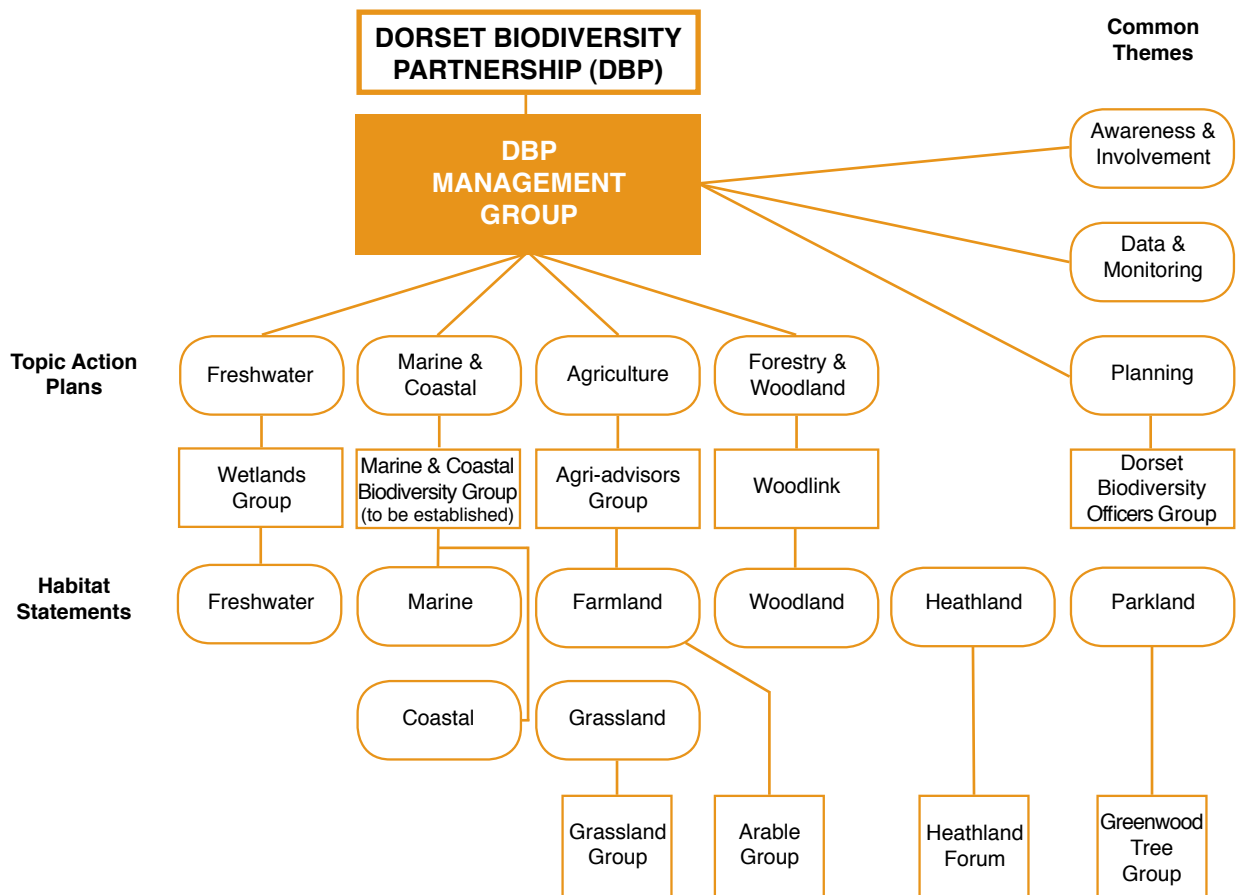 DORSET BIODIVERSITY
PARTNERSHIP (DBP)
Common
Themes
DBP
MANAGEMENT
GROUP
Awareness &
Involvement
Data &
Monitoring
Topic Action
Plans
Freshwater
Marine &
Coastal
Agriculture
Forestry &
Woodland
Planning
Wetlands
Group
Marine & Coastal
Biodiversity Group
(to be established)
Agri-advisors
Group
Woodlink
Dorset
Biodiversity
Officers Group
Habitat
Statements
Freshwater
Marine
Farmland
Woodland
Heathland
Parkland
Coastal
Grassland
Grassland
Group
Arable
Group
Heathland
Forum
Greenwood
Tree
Group